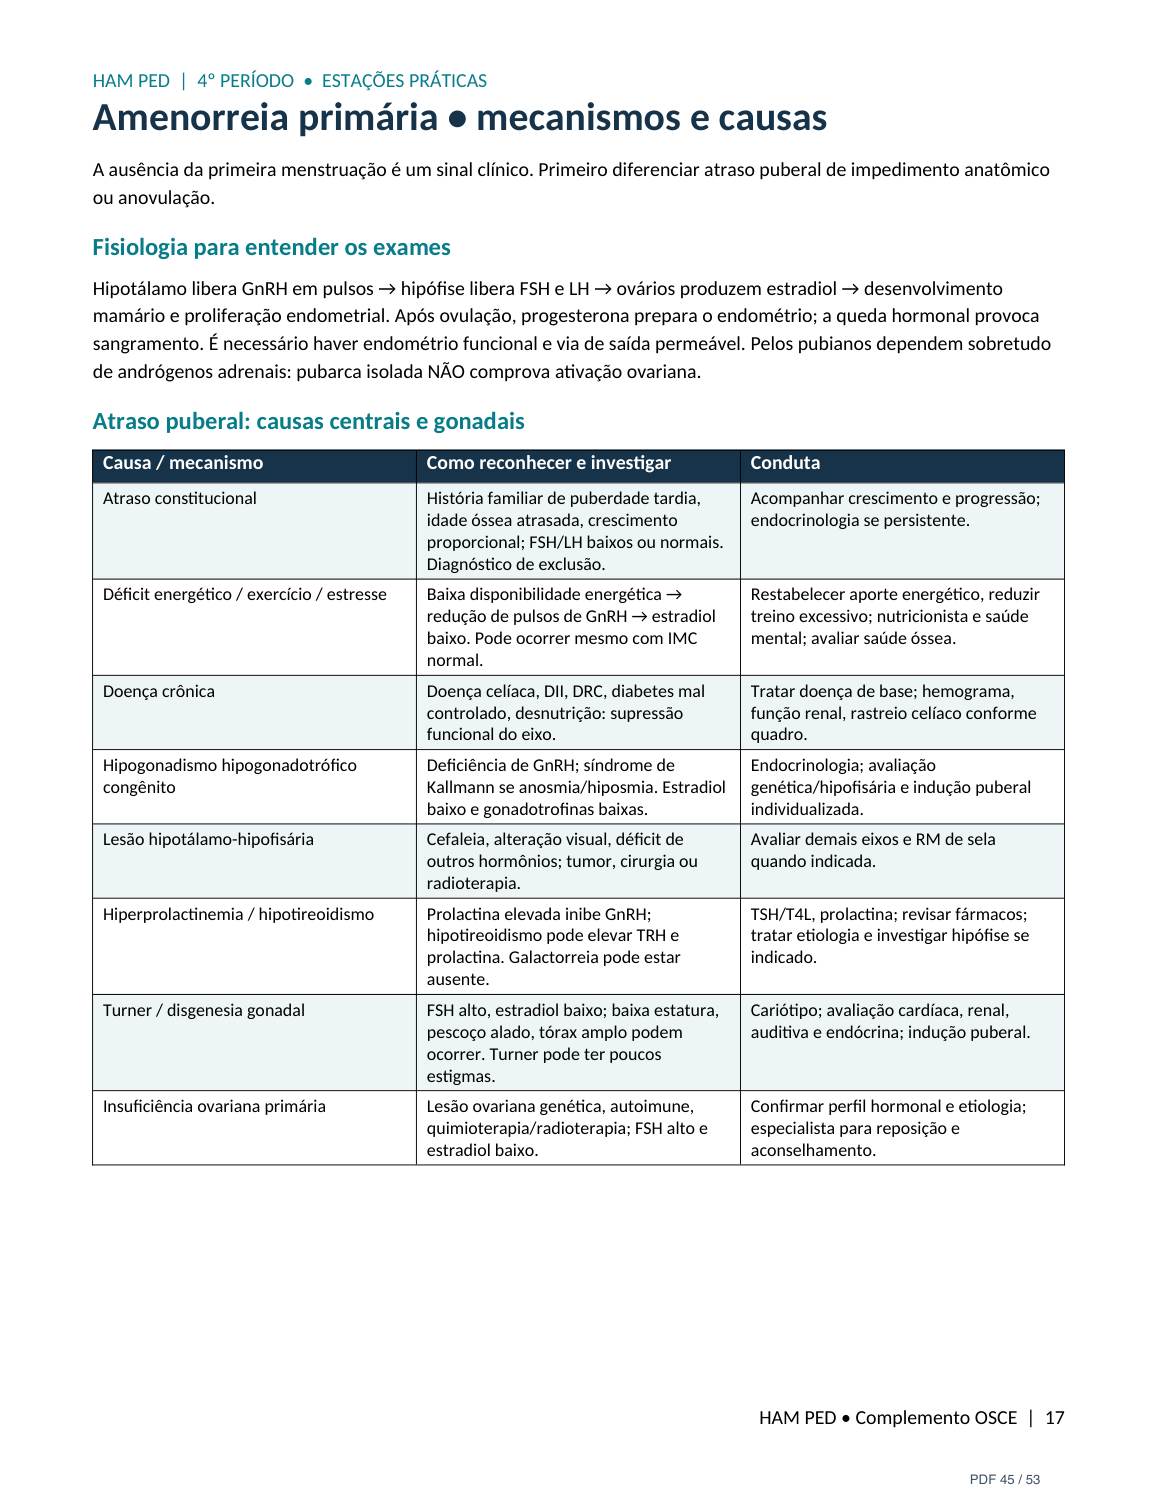 HAM PED | 4º PERÍODO • ESTAÇÕES PRÁTICAS
Amenorreia primária • mecanismos e causas
A ausência da primeira menstruação é um sinal clínico. Primeiro diferenciar atraso puberal de impedimento anatômico
ou anovulação.
Fisiologia para entender os exames
Hipotálamo libera GnRH em pulsos → hipófise libera FSH e LH → ovários produzem estradiol → desenvolvimento
mamário e proliferação endometrial. Após ovulação, progesterona prepara o endométrio; a queda hormonal provoca
sangramento. É necessário haver endométrio funcional e via de saída permeável. Pelos pubianos dependem sobretudo
de andrógenos adrenais: pubarca isolada NÃO comprova ativação ovariana.
Atraso puberal: causas centrais e gonadais
Causa / mecanismo
Como reconhecer e investigar
Conduta
Atraso constitucional
História familiar de puberdade tardia,
idade óssea atrasada, crescimento
proporcional; FSH/LH baixos ou normais.
Diagnóstico de exclusão.
Acompanhar crescimento e progressão;
endocrinologia se persistente.
Déficit energético / exercício / estresse
Baixa disponibilidade energética →
redução de pulsos de GnRH → estradiol
baixo. Pode ocorrer mesmo com IMC
normal.
Restabelecer aporte energético, reduzir
treino excessivo; nutricionista e saúde
mental; avaliar saúde óssea.
Doença crônica
Doença celíaca, DII, DRC, diabetes mal
controlado, desnutrição: supressão
funcional do eixo.
Tratar doença de base; hemograma,
função renal, rastreio celíaco conforme
quadro.
Hipogonadismo hipogonadotrófico
congênito
Deficiência de GnRH; síndrome de
Kallmann se anosmia/hiposmia. Estradiol
baixo e gonadotrofinas baixas.
Endocrinologia; avaliação
genética/hipofisária e indução puberal
individualizada.
Lesão hipotálamo-hipofisária
Cefaleia, alteração visual, déficit de
outros hormônios; tumor, cirurgia ou
radioterapia.
Avaliar demais eixos e RM de sela
quando indicada.
Hiperprolactinemia / hipotireoidismo
Prolactina elevada inibe GnRH;
hipotireoidismo pode elevar TRH e
prolactina. Galactorreia pode estar
ausente.
TSH/T4L, prolactina; revisar fármacos;
tratar etiologia e investigar hipófise se
indicado.
Turner / disgenesia gonadal
FSH alto, estradiol baixo; baixa estatura,
pescoço alado, tórax amplo podem
ocorrer. Turner pode ter poucos
estigmas.
Cariótipo; avaliação cardíaca, renal,
auditiva e endócrina; indução puberal.
Insuficiência ovariana primária
Lesão ovariana genética, autoimune,
quimioterapia/radioterapia; FSH alto e
estradiol baixo.
Confirmar perfil hormonal e etiologia;
especialista para reposição e
aconselhamento.
HAM PED • Complemento OSCE | 17
PDF 45 / 53